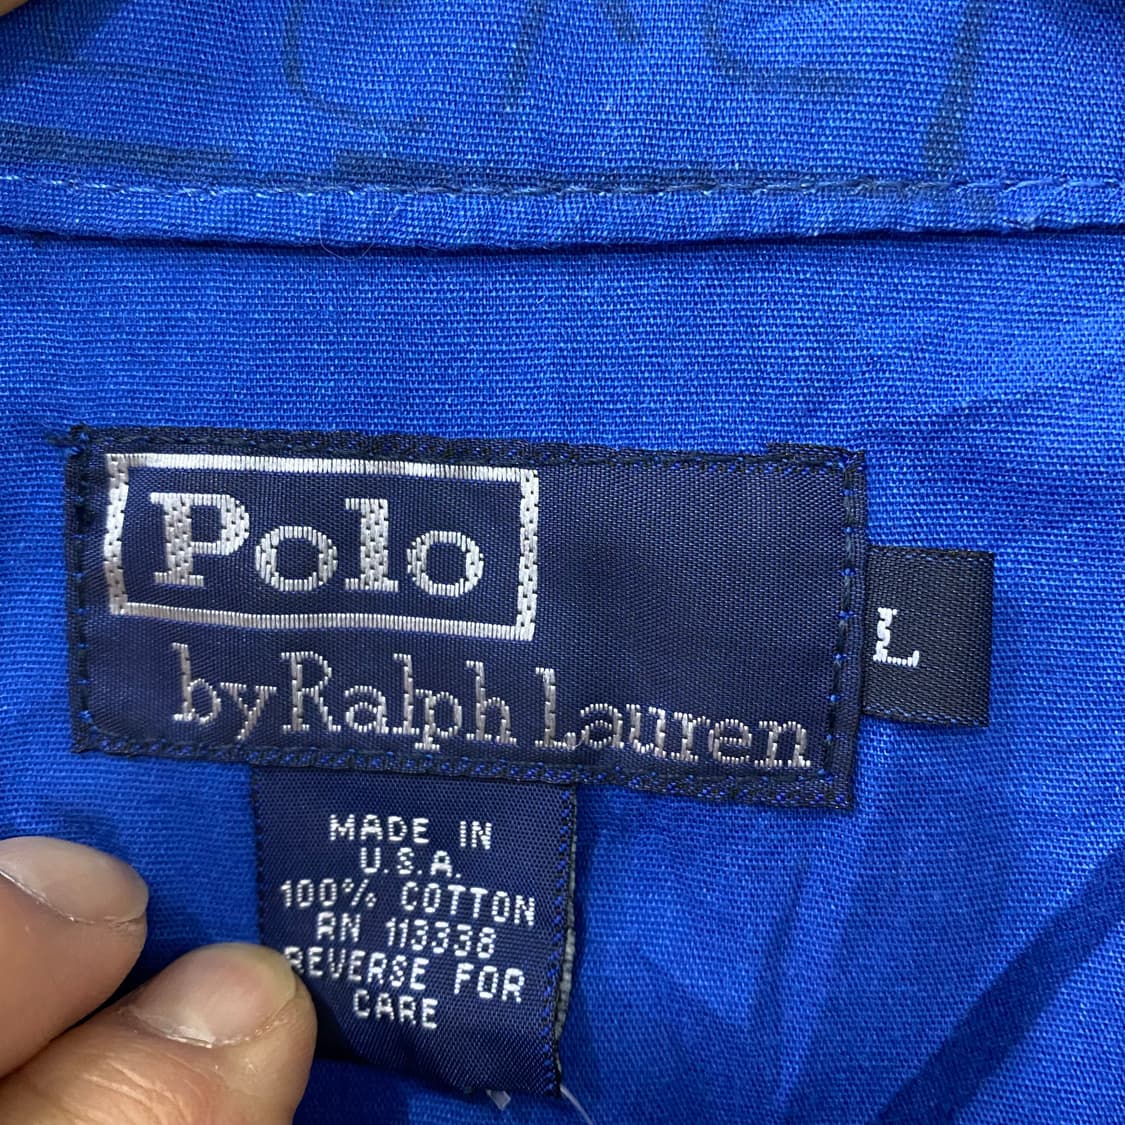 Polo
by Ralph Lauren
L
MADE IN
U.S.A.
100% COTTON
RN 113338
REVERSE FOR
CARE